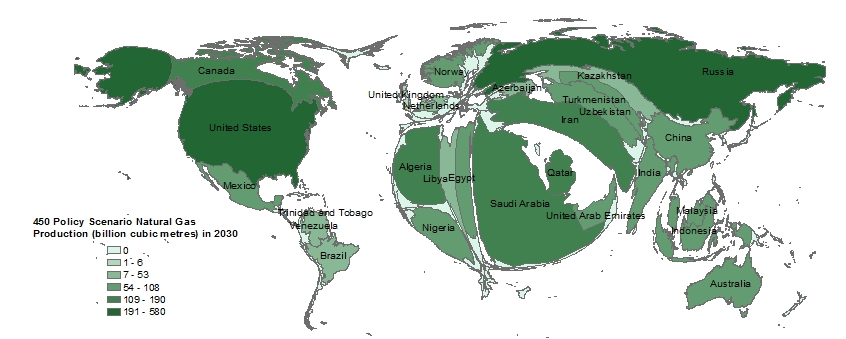 Canada
Norwa
Russia
Kazakhstan
United Kingdom
Azerbaijan
Netherlands
Turkmenistan
Uzbekistan
Iran
United States
China
Algeria
Libya
Egypt
Qatar
India
Mexico
Saudi Arabia
United Arab Emirates
Malaysia
Trinidad and Tobago
Venezuela
Nigeria
Indonesia
Brazil
Australia
450 Policy Scenario Natural Gas
Production (billion cubic metres) in 2030
0
1 - 6
7 - 53
54 - 108
109 - 190
191 - 580